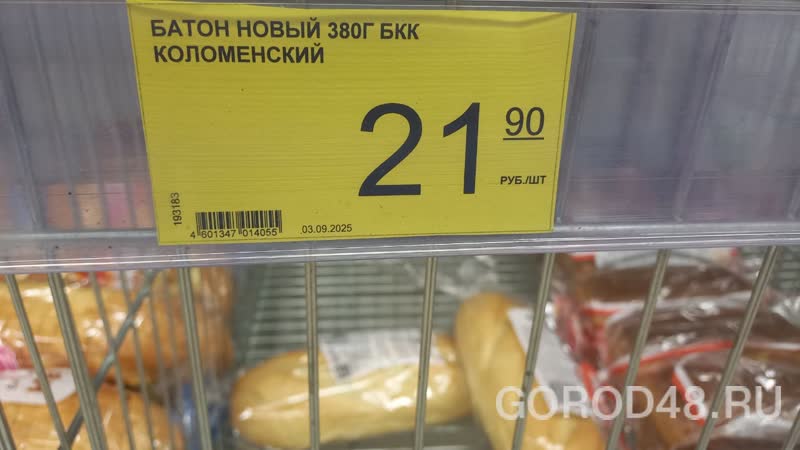 БАТОН НОВЫЙ 380Г БКК
КОЛОМЕНСКИЙ
21 90
РУБ./ШТ
193183
4 601347 014055
03.09.2025
GOROD48.RU